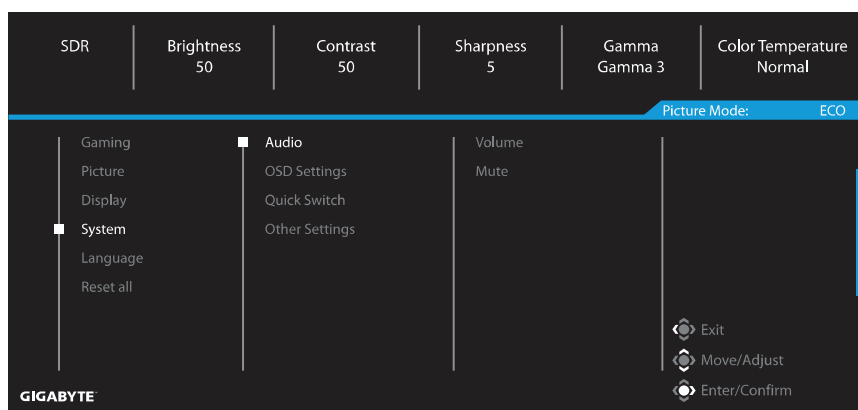 SDR
Brightness
50
Contrast
50
Sharpness
5
Gamma
Gamma 3
Color Temperature
Normal
Picture Mode: ECO
Gaming
Picture
Display
System
Language
Reset all
Audio
OSD Settings
Quick Switch
Other Settings
Volume
Mute
Exit
Move/Adjust
Enter/Confirm
GIGABYTE™